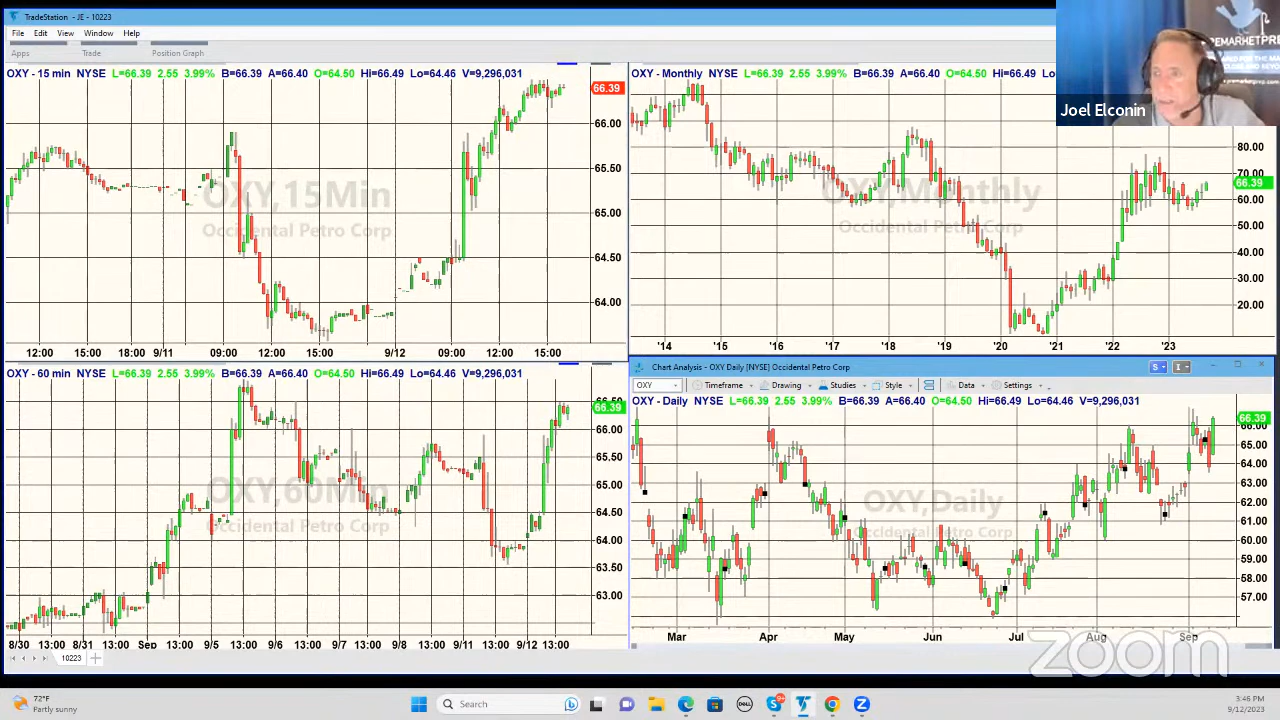 TradeStation - JE - 10223
File Edit View Window Help
Apps Trade Position Graph
OXY - 15 min NYSE L=66.39 2.55 3.99% B=66.39 A=66.40 O=64.50 Hi=66.49 Lo=64.46 V=9,296,031
66.39
66.00
65.50
65.00
64.50
64.00
OXY,15Min
Occidental Petro Corp
12:00 15:00 18:00 9/11 09:00 12:00 15:00 9/12 09:00 12:00 15:00
OXY - Monthly NYSE L=66.39 2.55 3.99% B=66.39 A=66.40 O=64.50 Hi=66.49 Lo
Joel Elconin
80.00
70.00
66.39
60.00
50.00
40.00
30.00
20.00
OXY,Monthly
Occidental Petro Corp
'14 '15 '16 '17 '18 '19 '20 '21 '22 '23
OXY - 60 min NYSE L=66.39 2.55 3.99% B=66.39 A=66.40 O=64.50 Hi=66.49 Lo=64.46 V=9,296,031
66.50
66.39
66.00
65.50
65.00
64.50
64.00
63.50
63.00
OXY,60Min
Occidental Petro Corp
8/30 13:00 8/31 13:00 Sep 13:00 9/5 13:00 9/6 13:00 9/7 13:00 9/8 13:00 9/11 13:00 9/12 13:00
10223
Chart Analysis - OXY Daily [NYSE] Occidental Petro Corp
OXY Timeframe Drawing Studies Style Data Settings
OXY - Daily NYSE L=66.39 2.55 3.99% B=66.39 A=66.40 O=64.50 Hi=66.49 Lo=64.46 V=9,296,031
66.39
66.00
65.00
64.00
63.00
62.00
61.00
60.00
59.00
58.00
57.00
OXY,Daily
Occidental Petro Corp
Mar Apr May Jun Jul Aug Sep
zoom
72°F
Partly sunny
Search
3:46 PM
9/12/2023